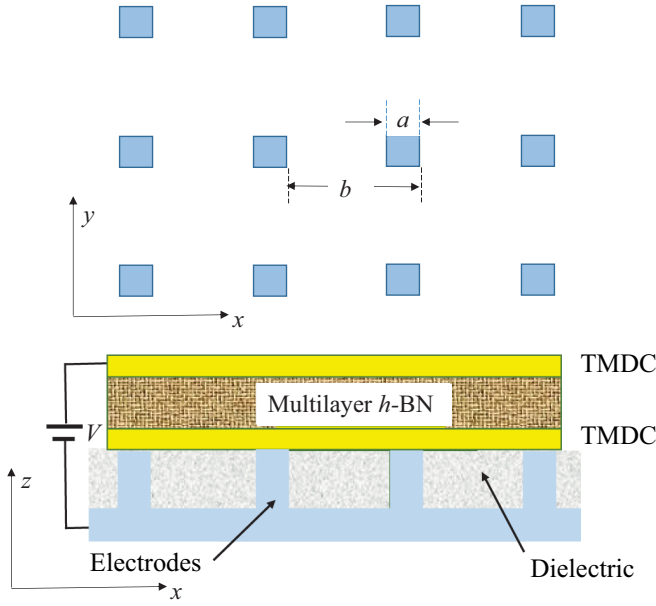 a
b
y
x
TMDC
Multilayer h-BN
TMDC
V
z
Electrodes
Dielectric
x